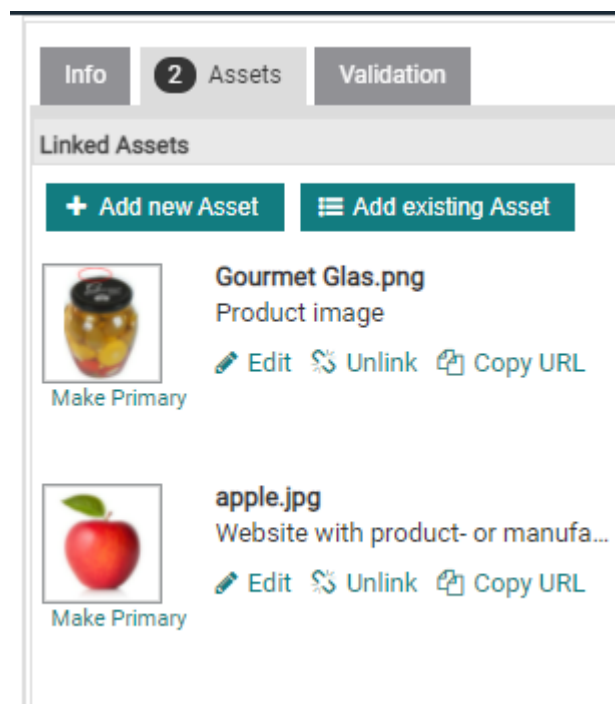 Info
2 Assets
Validation
Linked Assets
Add new Asset
Add existing Asset
Gourmet Glas.png
Product image
Edit Unlink Copy URL
Make Primary
apple.jpg
Website with product- or manufa...
Edit Unlink Copy URL
Make Primary